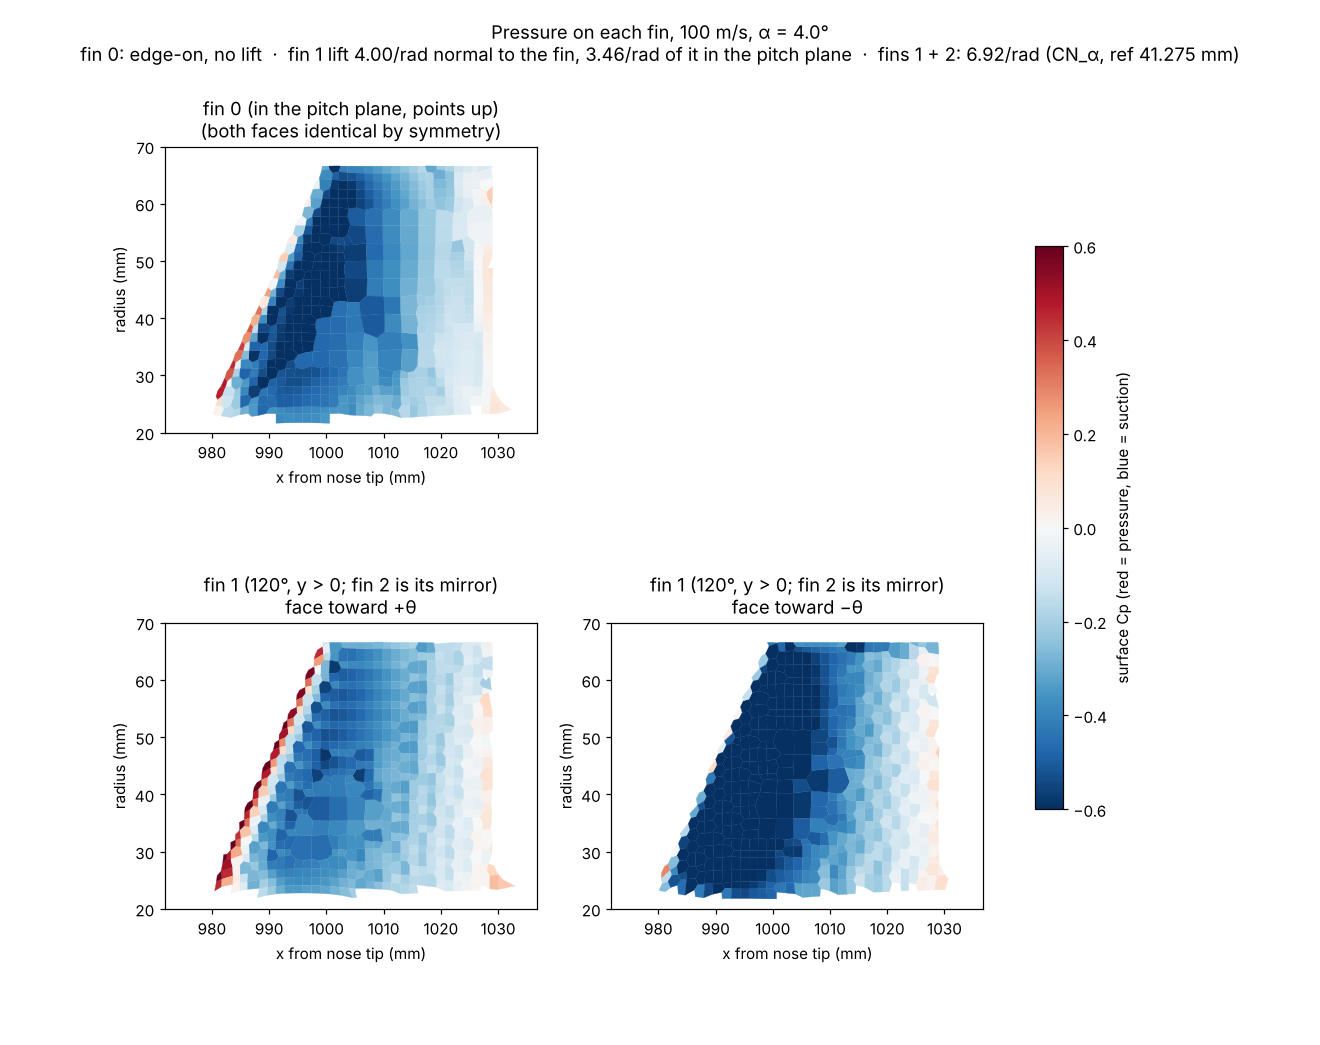 Pressure on each fin, 100 m/s, α = 4.0°
fin 0: edge-on, no lift · fin 1 lift 4.00/rad normal to the fin, 3.46/rad of it in the pitch plane · fins 1 + 2: 6.92/rad (CN_α, ref 41.275 mm)
fin 0 (in the pitch plane, points up)
(both faces identical by symmetry)
70
60
50
40
30
20
radius (mm)
980 990 1000 1010 1020 1030
x from nose tip (mm)
fin 1 (120°, y > 0; fin 2 is its mirror)
face toward +θ
70
60
50
40
30
20
radius (mm)
980 990 1000 1010 1020 1030
x from nose tip (mm)
fin 1 (120°, y > 0; fin 2 is its mirror)
face toward −θ
70
60
50
40
30
20
radius (mm)
980 990 1000 1010 1020 1030
x from nose tip (mm)
0.6
0.4
0.2
0.0
−0.2
−0.4
−0.6
surface Cp (red = pressure, blue = suction)